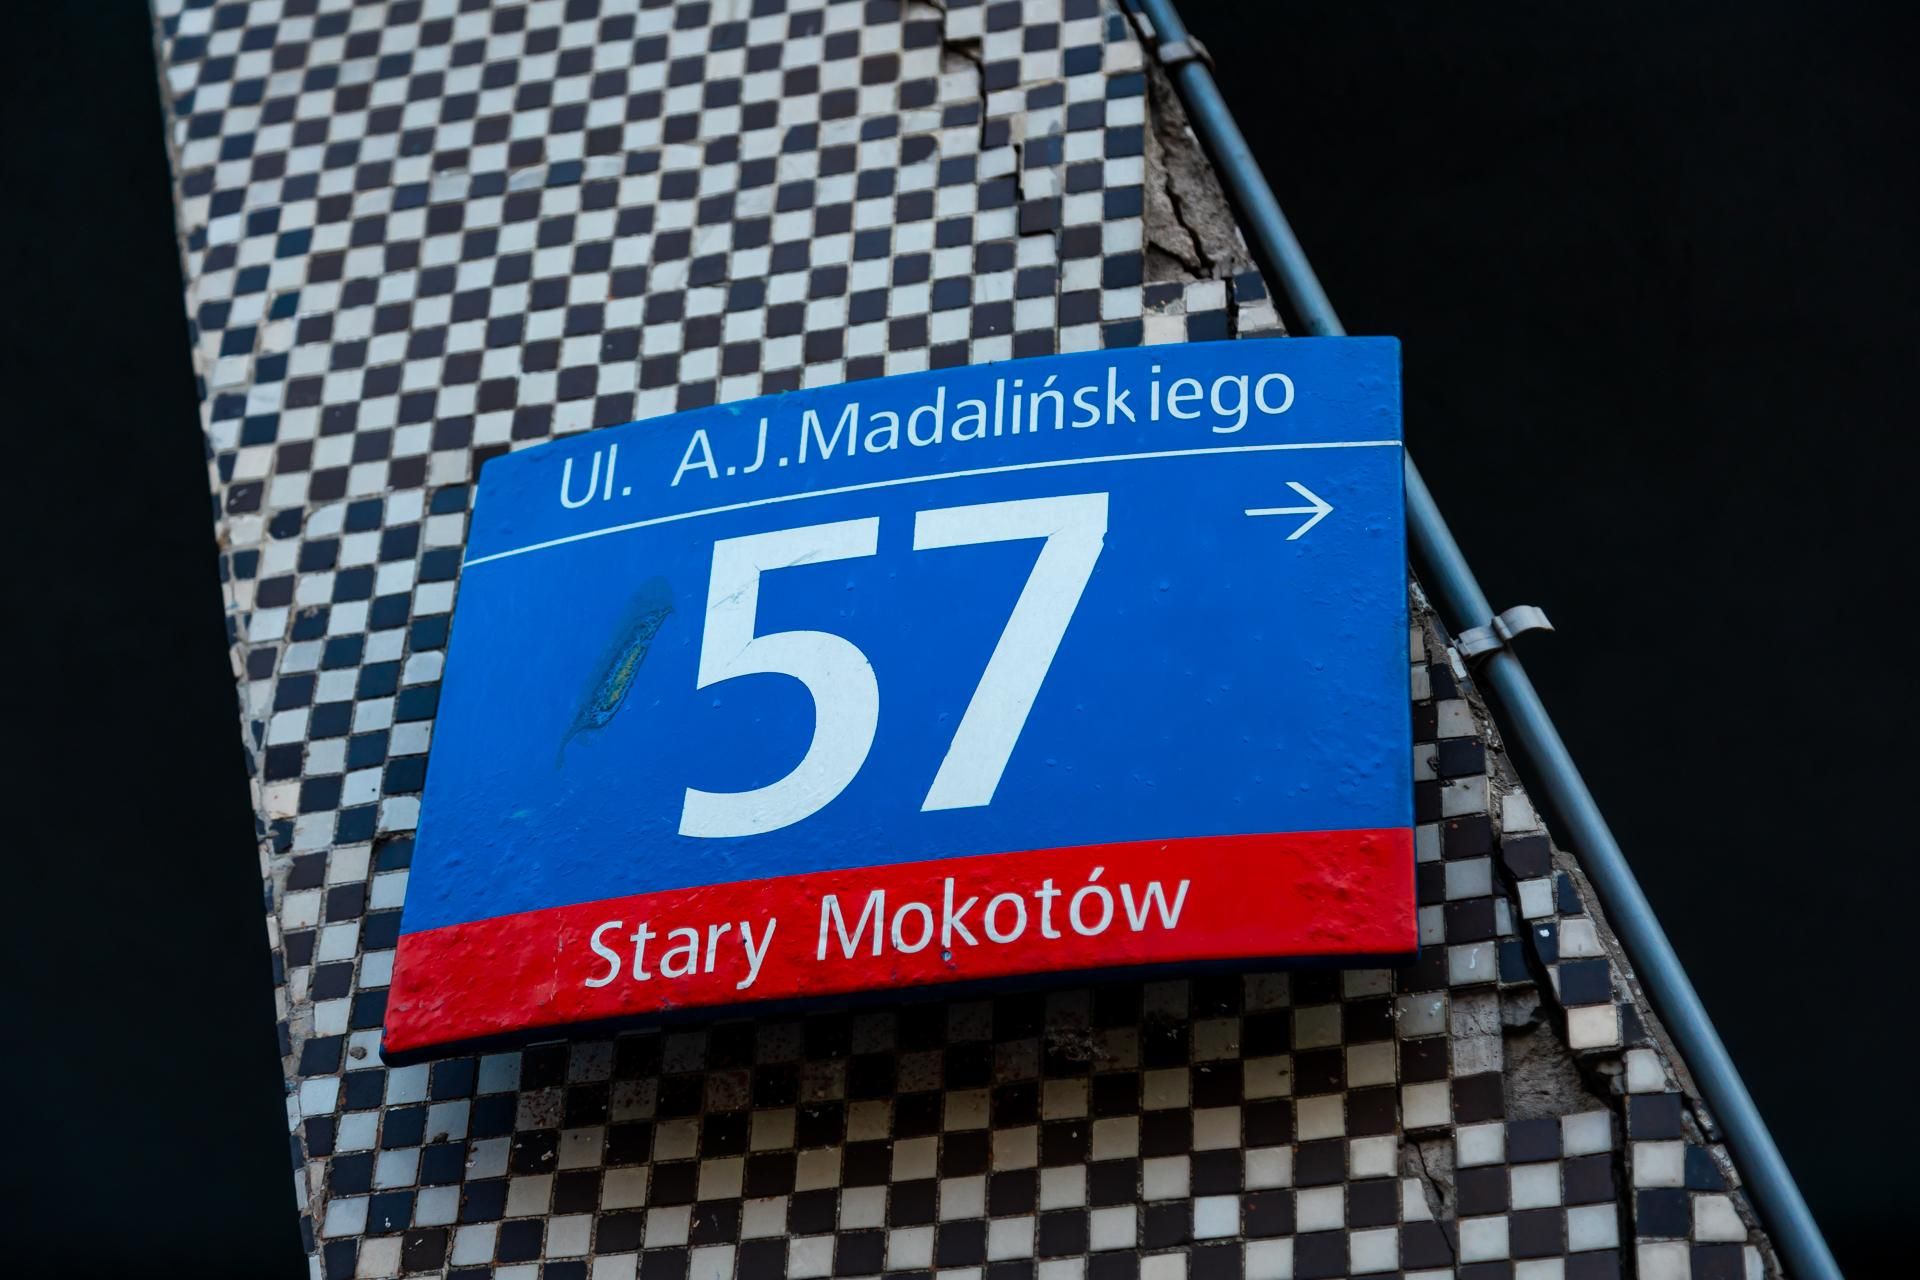 Ul. A.J.Madalińskiego
57 →
Stary Mokotów